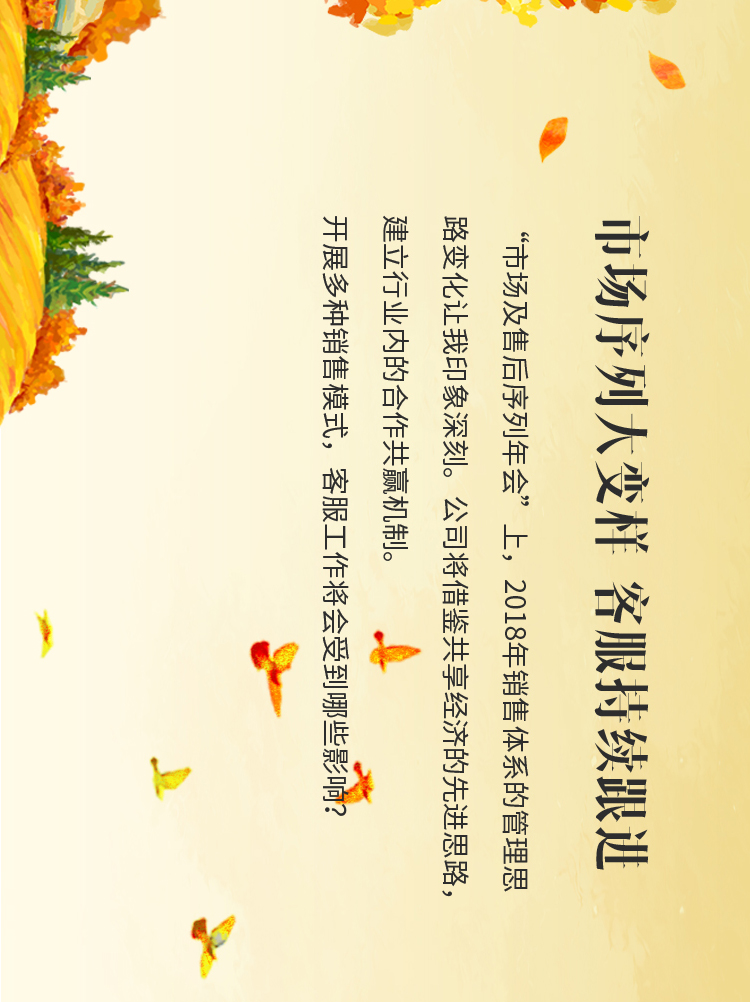 市场序列大变样 客服持续跟进
“市场及售后序列年会”上，2018年销售体系的管理思
路变化让我印象深刻。公司将借鉴共享经济的先进思路，
建立行业内的合作共赢机制。
开展多种销售模式，客服工作将会受到哪些影响？